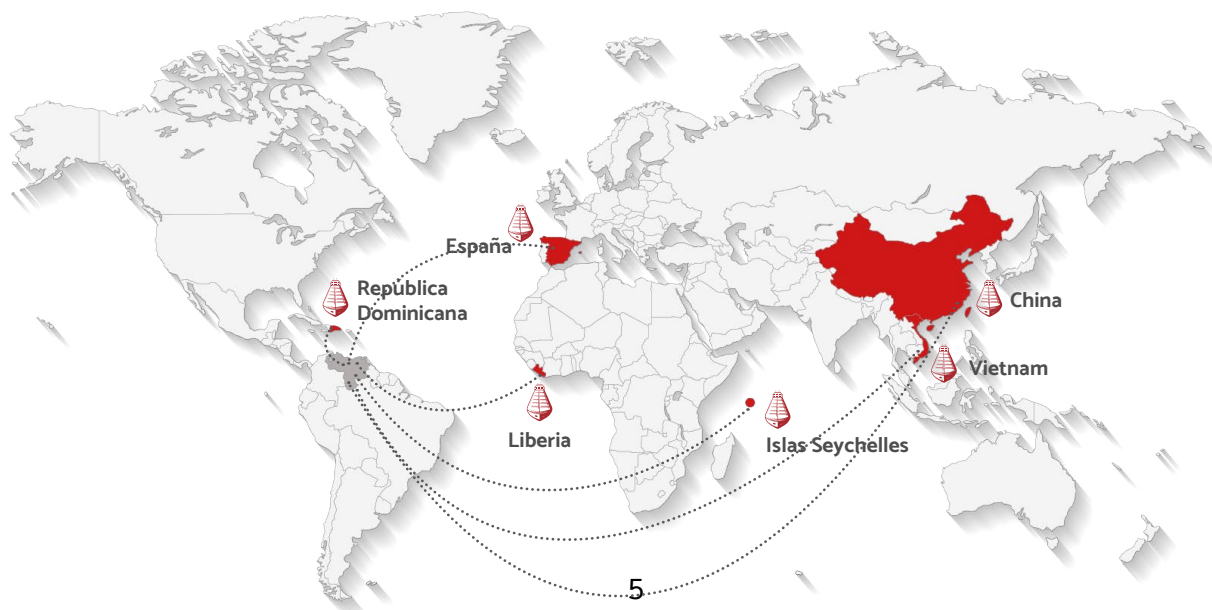 España
República
Dominicana
China
Vietnam
Liberia
Islas Seychelles
5